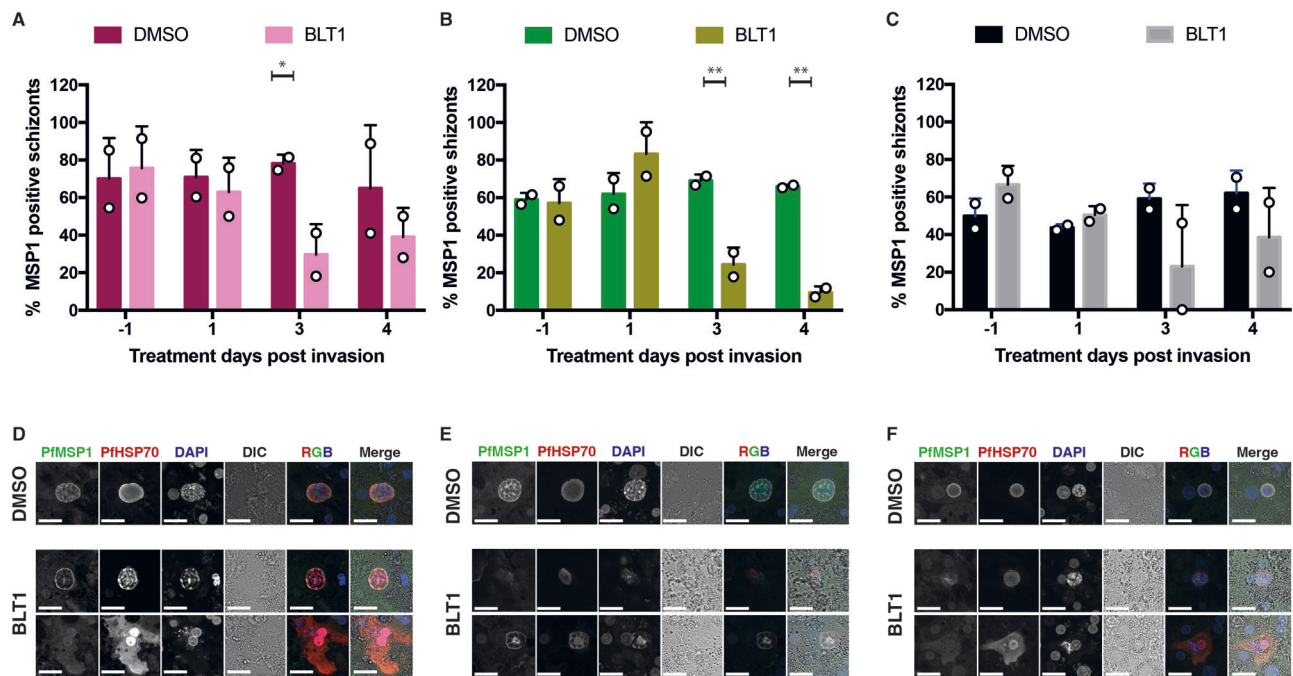 A
DMSO
BLT1
*
120
100
80
60
40
20
0
% MSP1 positive schizonts
-1
1
3
4
Treatment days post invasion
B
DMSO
BLT1
**
**
120
100
80
60
40
20
0
% MSP1 positive shizonts
-1
1
3
4
Treatment days post invasion
C
DMSO
BLT1
120
100
80
60
40
20
0
% MSP1 positive shizonts
-1
1
3
4
Treatment days post invasion
D
PfMSP1 PfHSP70 DAPI DIC RGB Merge
DMSO
BLT1
E
PfMSP1 PfHSP70 DAPI DIC RGB Merge
DMSO
BLT1
F
PfMSP1 PfHSP70 DAPI DIC RGB Merge
DMSO
BLT1